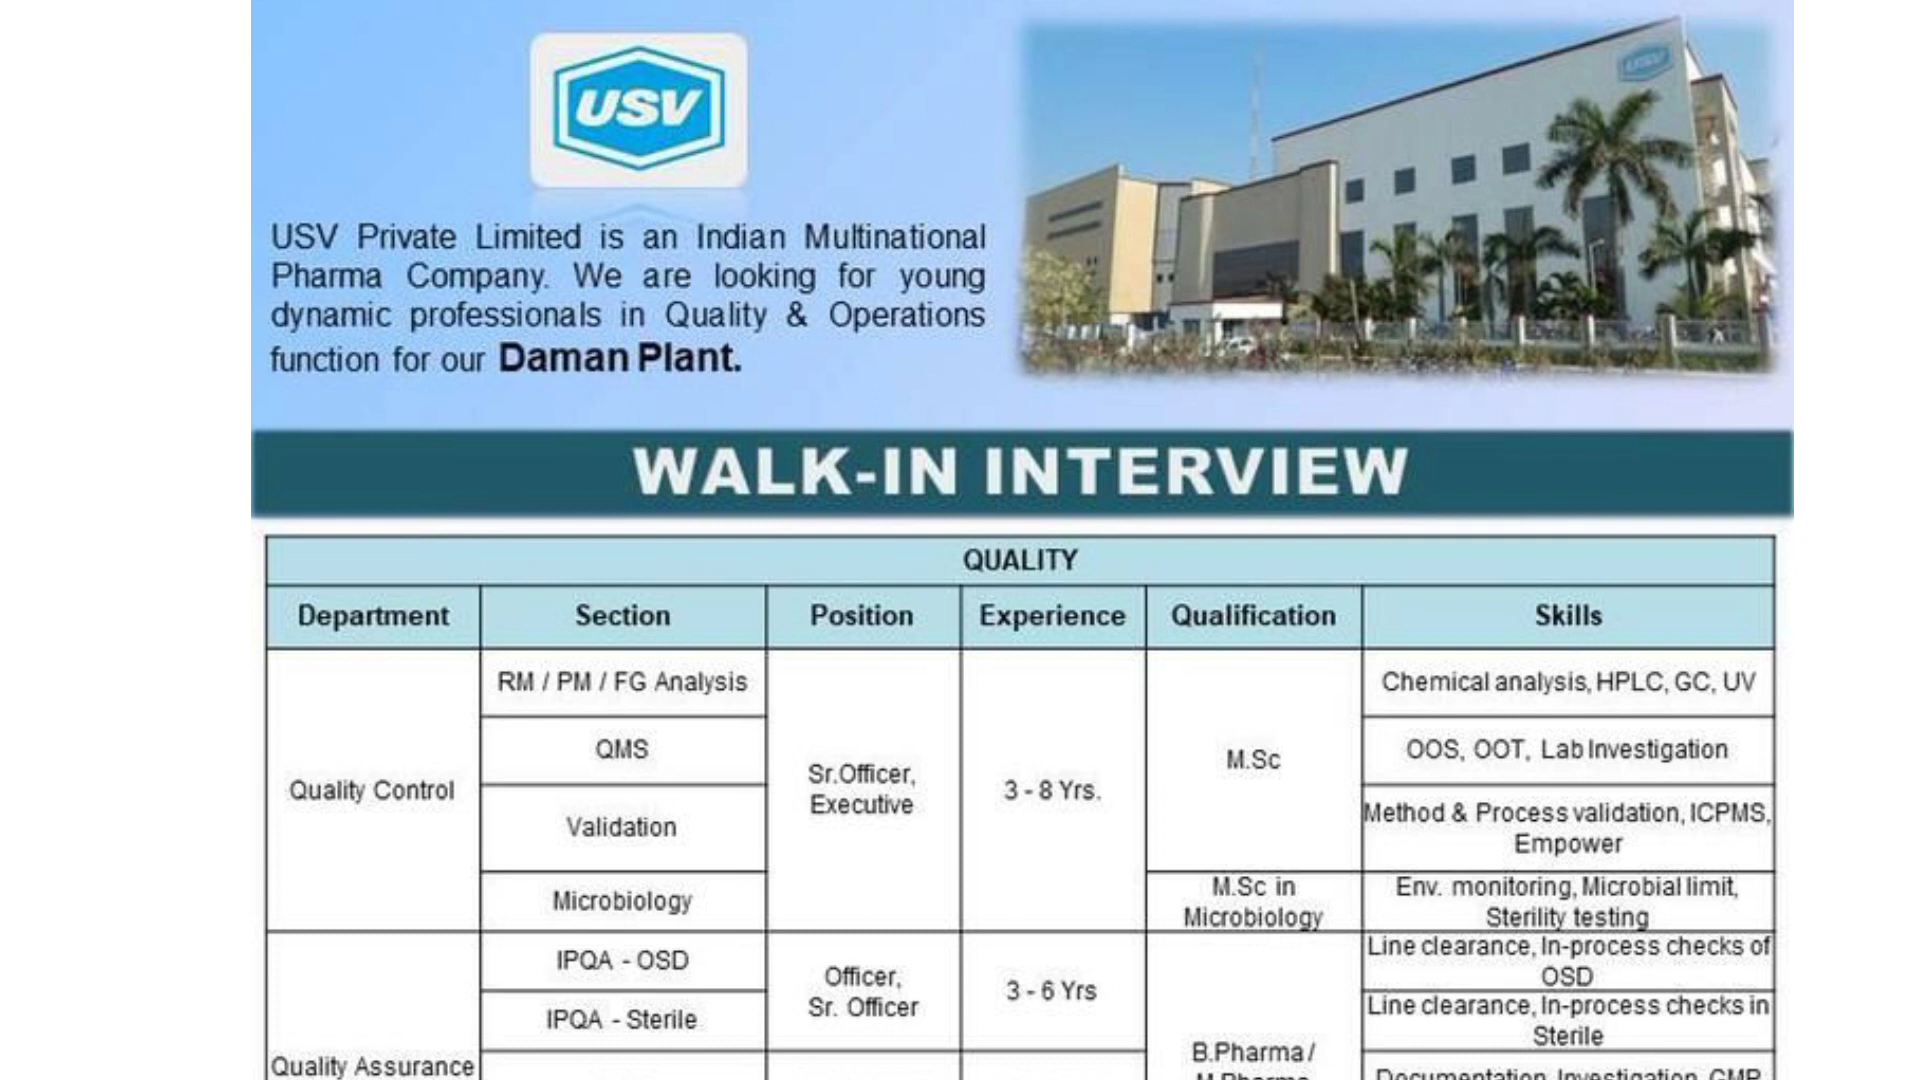 USV
USV
USV Private Limited is an Indian Multinational
Pharma Company. We are looking for young
dynamic professionals in Quality & Operations
function for our Daman Plant.
WALK-IN INTERVIEW
QUALITY
Department Section Position Experience Qualification Skills
Quality Control
RM / PM / FG Analysis
Sr.Officer,
Executive
3 - 8 Yrs.
M.Sc
Chemical analysis, HPLC, GC, UV
QMS
OOS, OOT, Lab Investigation
Validation
Method & Process validation, ICPMS,
Empower
Microbiology
M.Sc in
Microbiology
Env. monitoring, Microbial limit,
Sterility testing
Quality Assurance
IPQA - OSD
Officer,
Sr. Officer
3 - 6 Yrs
Line clearance, In-process checks of
OSD
IPQA - Sterile
Line clearance, In-process checks in
Sterile
B.Pharma /
M.Pharma
Documentation, Investigation, GMP